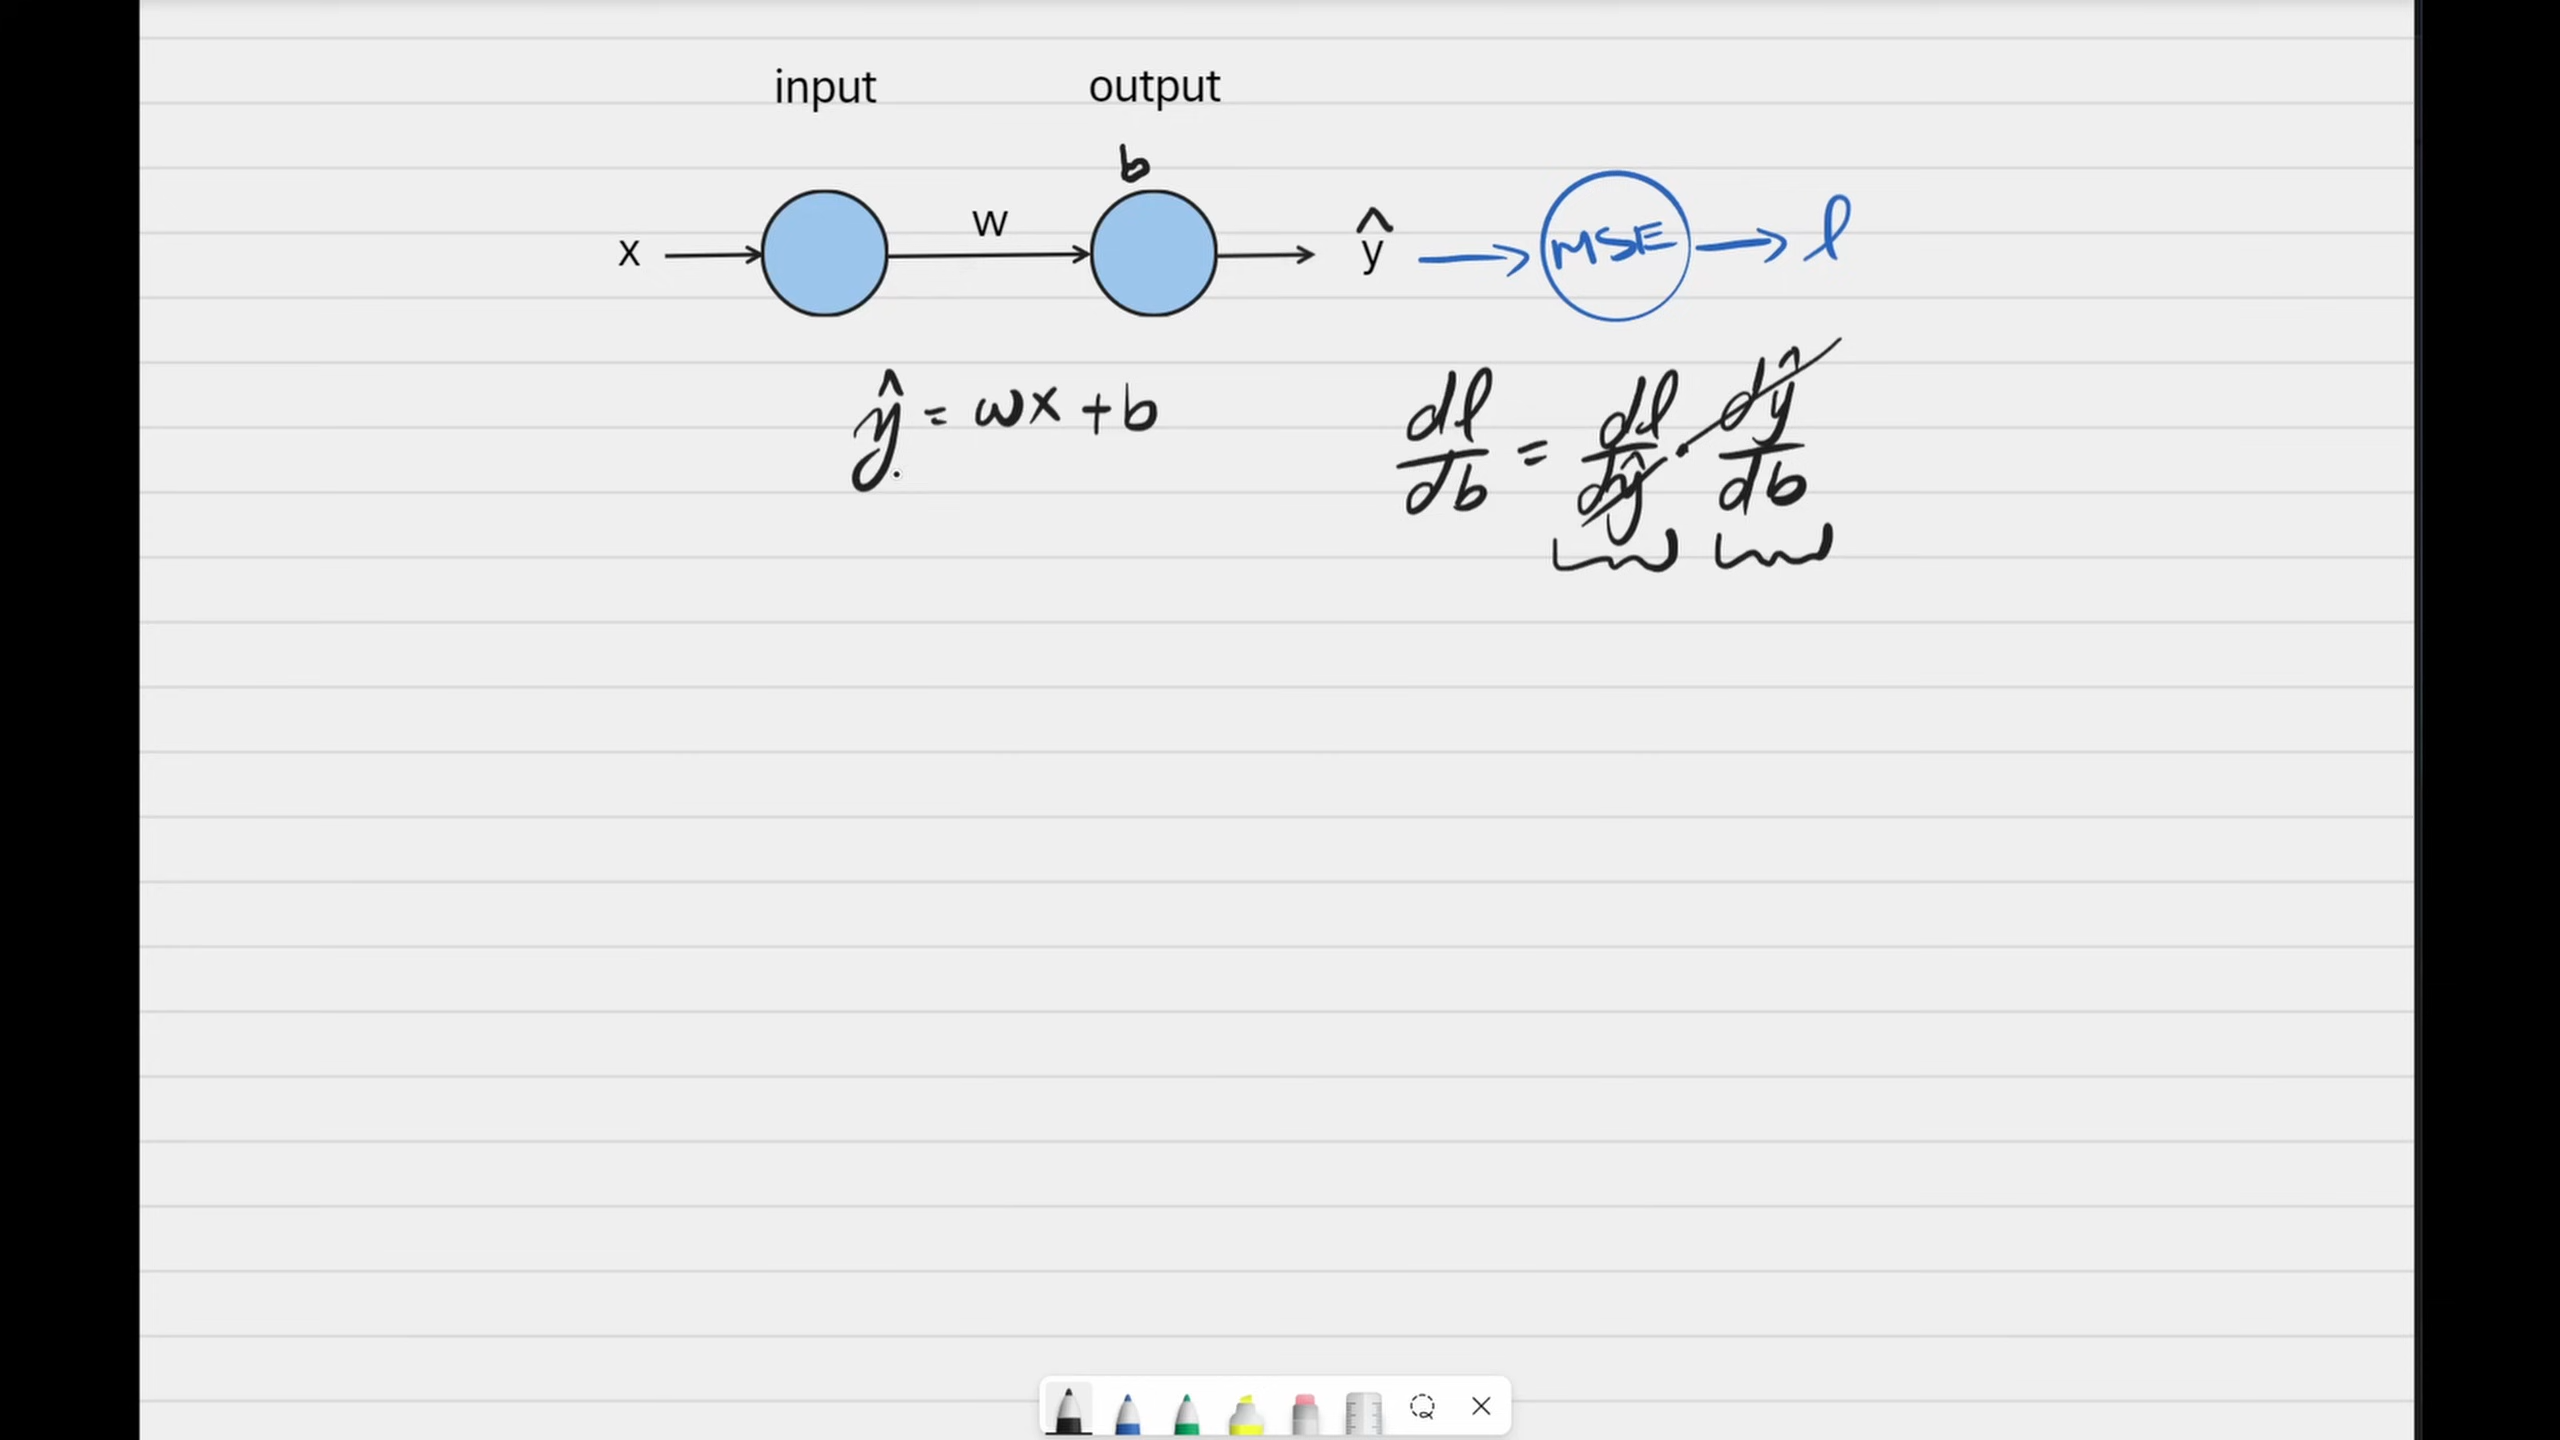 input output
b
x w ŷ MSE l
ŷ = wx + b
dl/db = dl/dŷ · dŷ/db